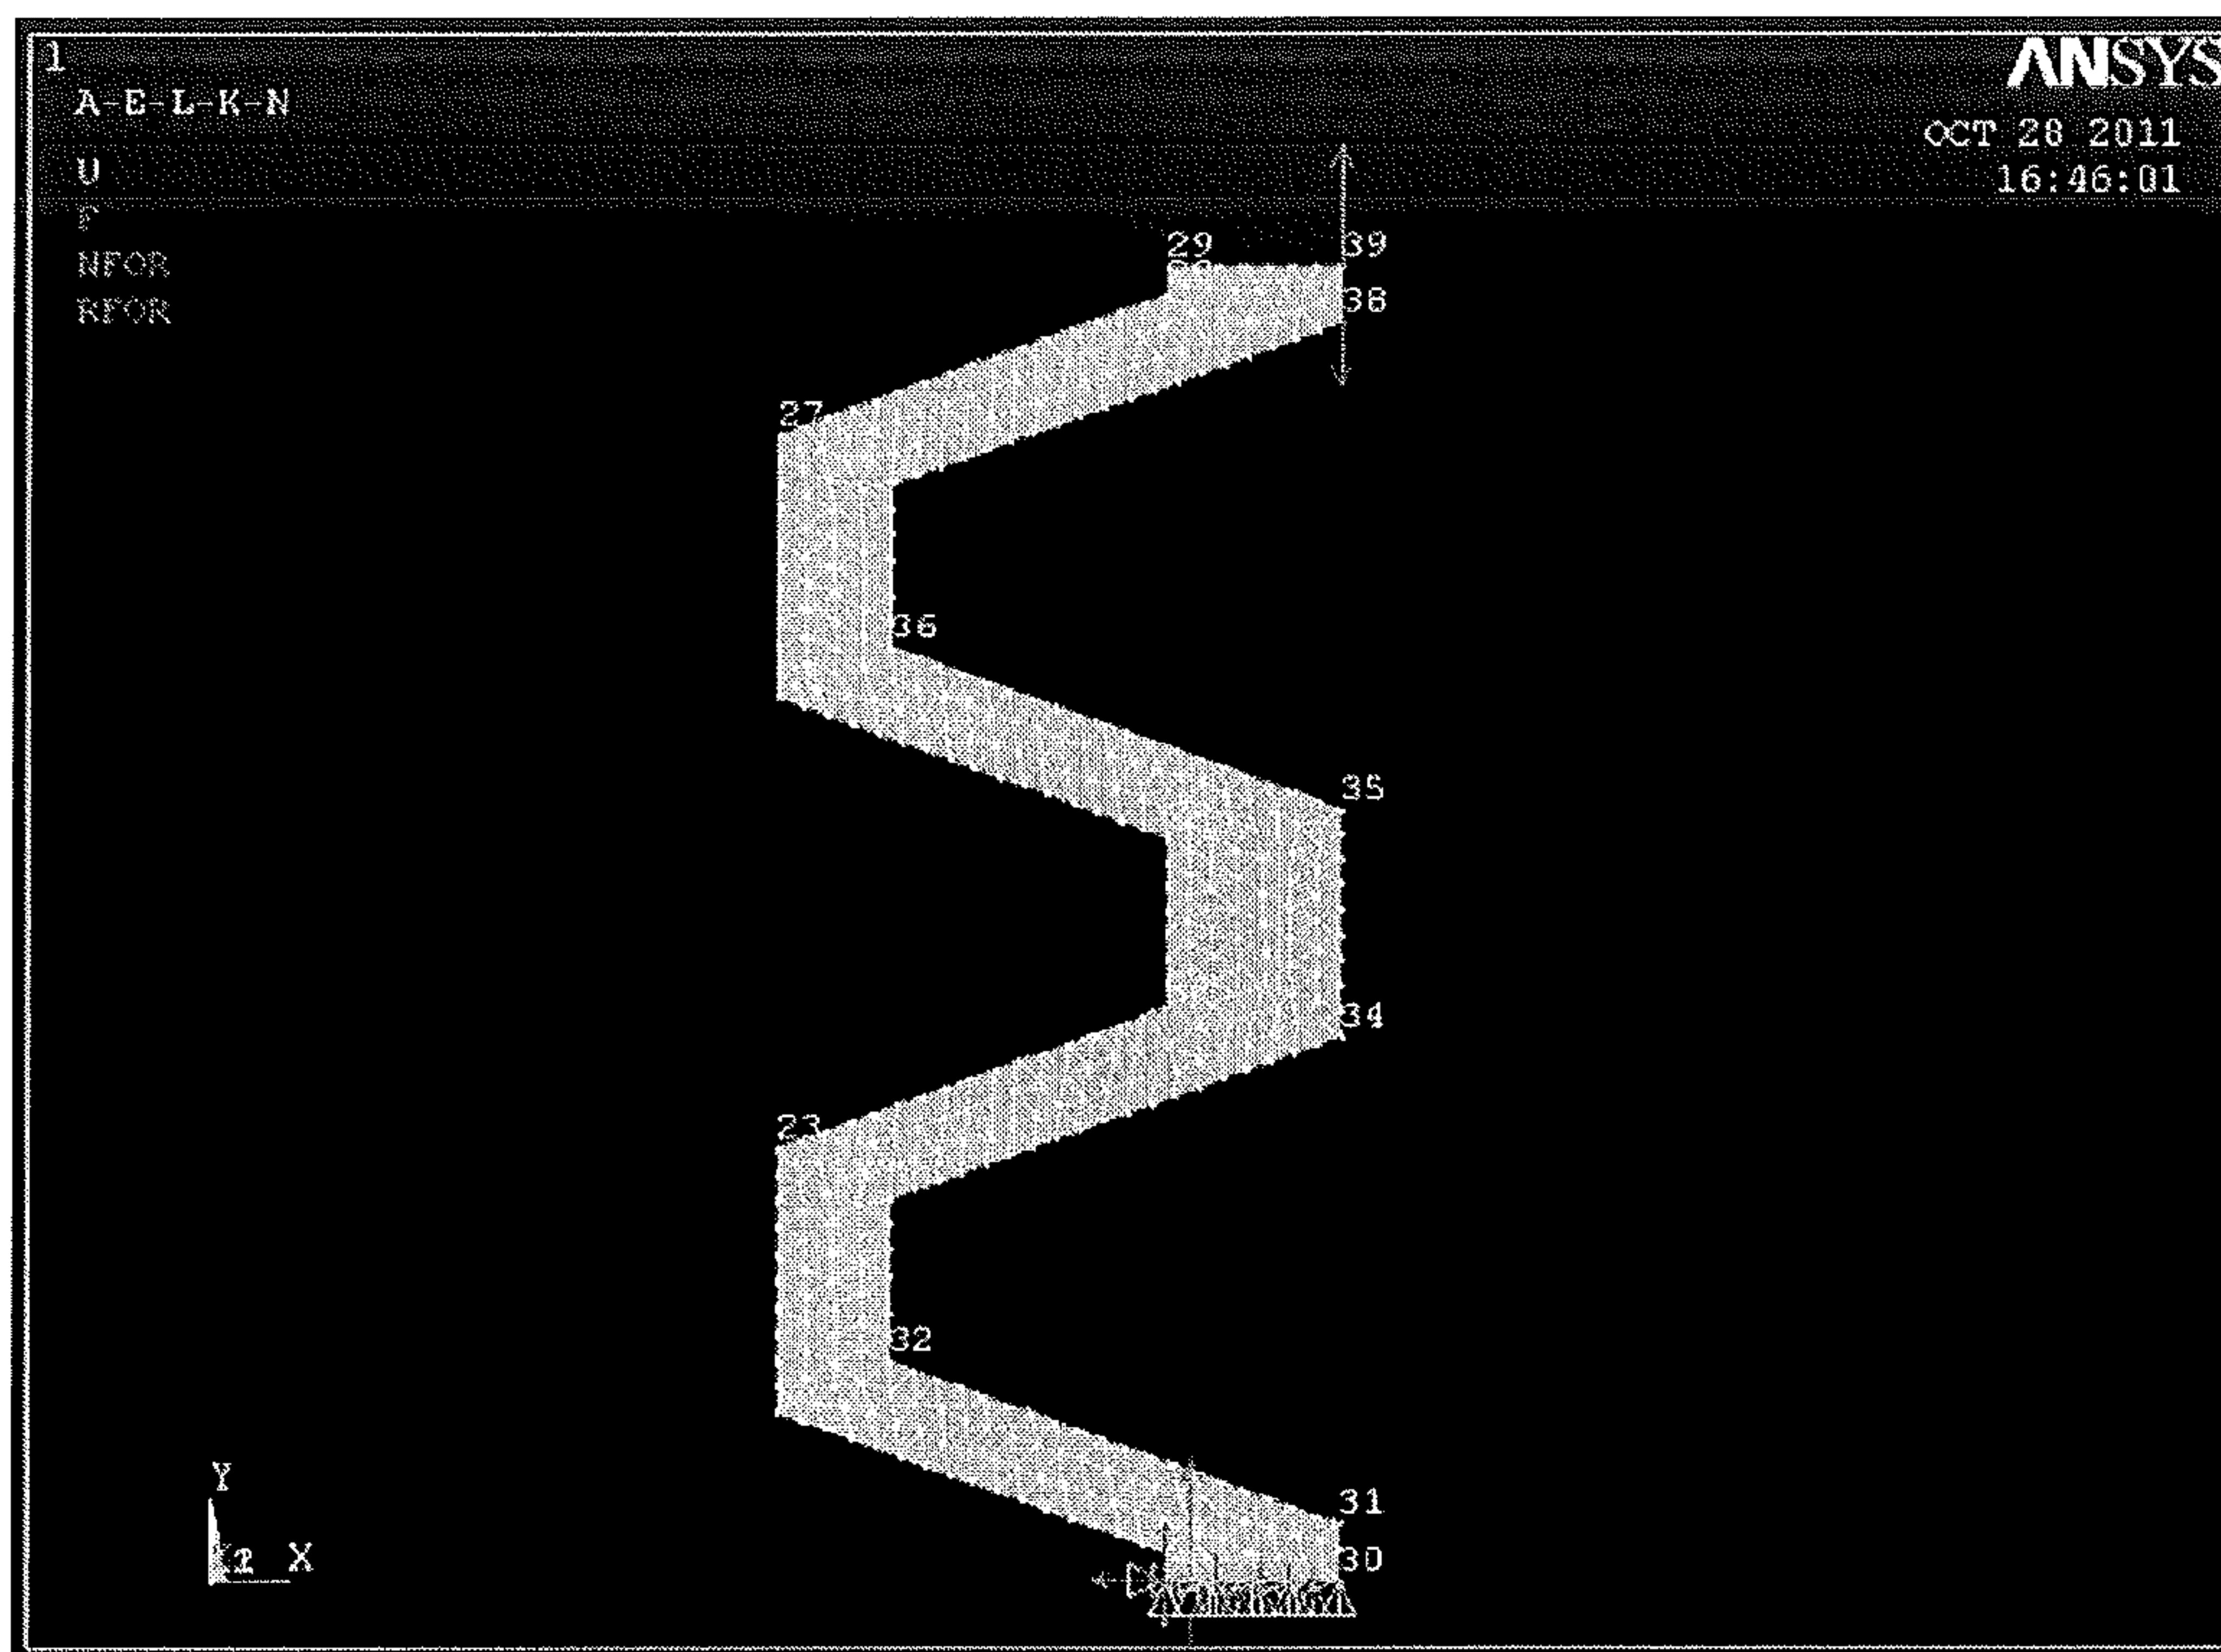 1
ANSYS
A-E-L-K-N
OCT 28 2011
16:46:01
U
F
NFOR
RFOR
29
39
38
27
36
35
34
23
32
31
30
Y
X